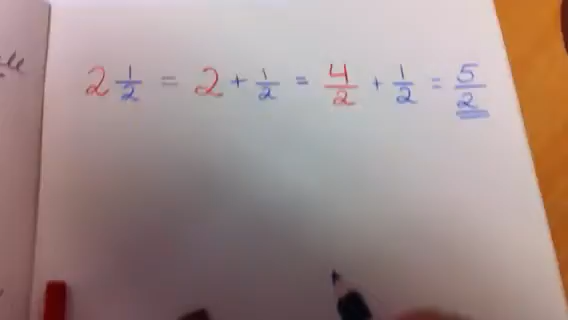 2 1/2 = 2 + 1/2 = 4/2 + 1/2 = 5/2